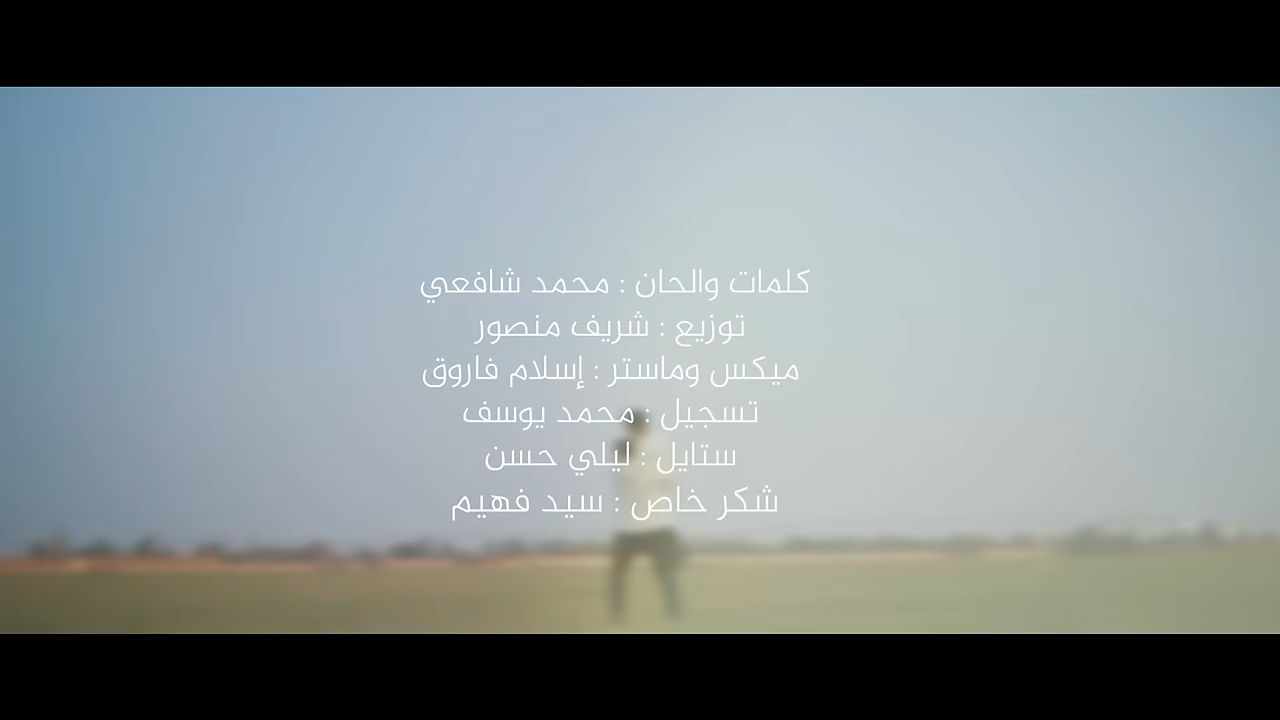 كلمات والحان : محمد شافعي
توزيع : شريف منصور
ميكس وماستر : إسلام فاروق
تسجيل : محمد يوسف
ستايل : ليلي حسن
شكر خاص : سيد فهيم